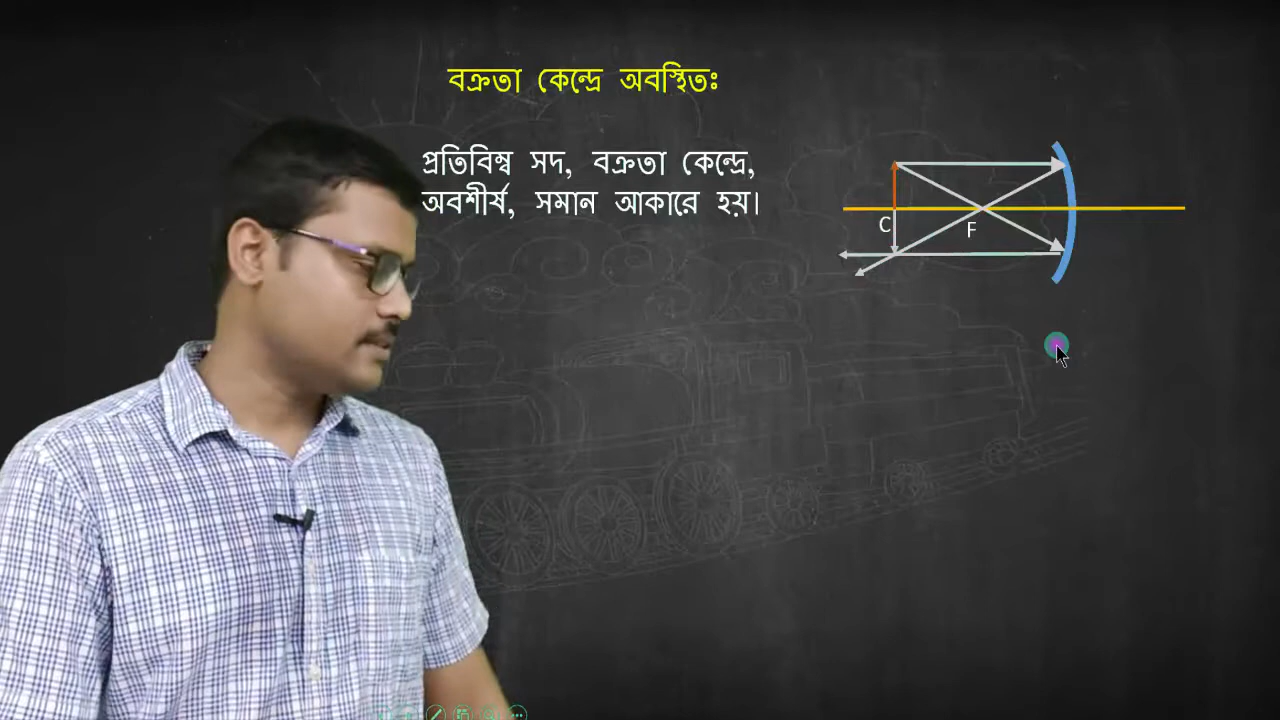 বক্রতা কেন্দ্রে অবস্থিতঃ
প্রতিবিম্ব সদ, বক্রতা কেন্দ্রে,
অবশীর্ষ, সমান আকারে হয়।
C
F